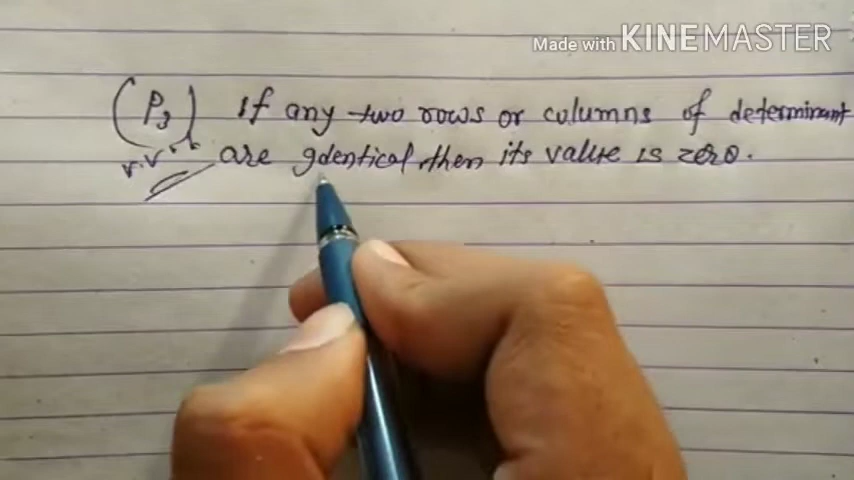 Made with KINEMASTER
(P3) If any two rows or columns of determinant
are Identical then its value is zero.